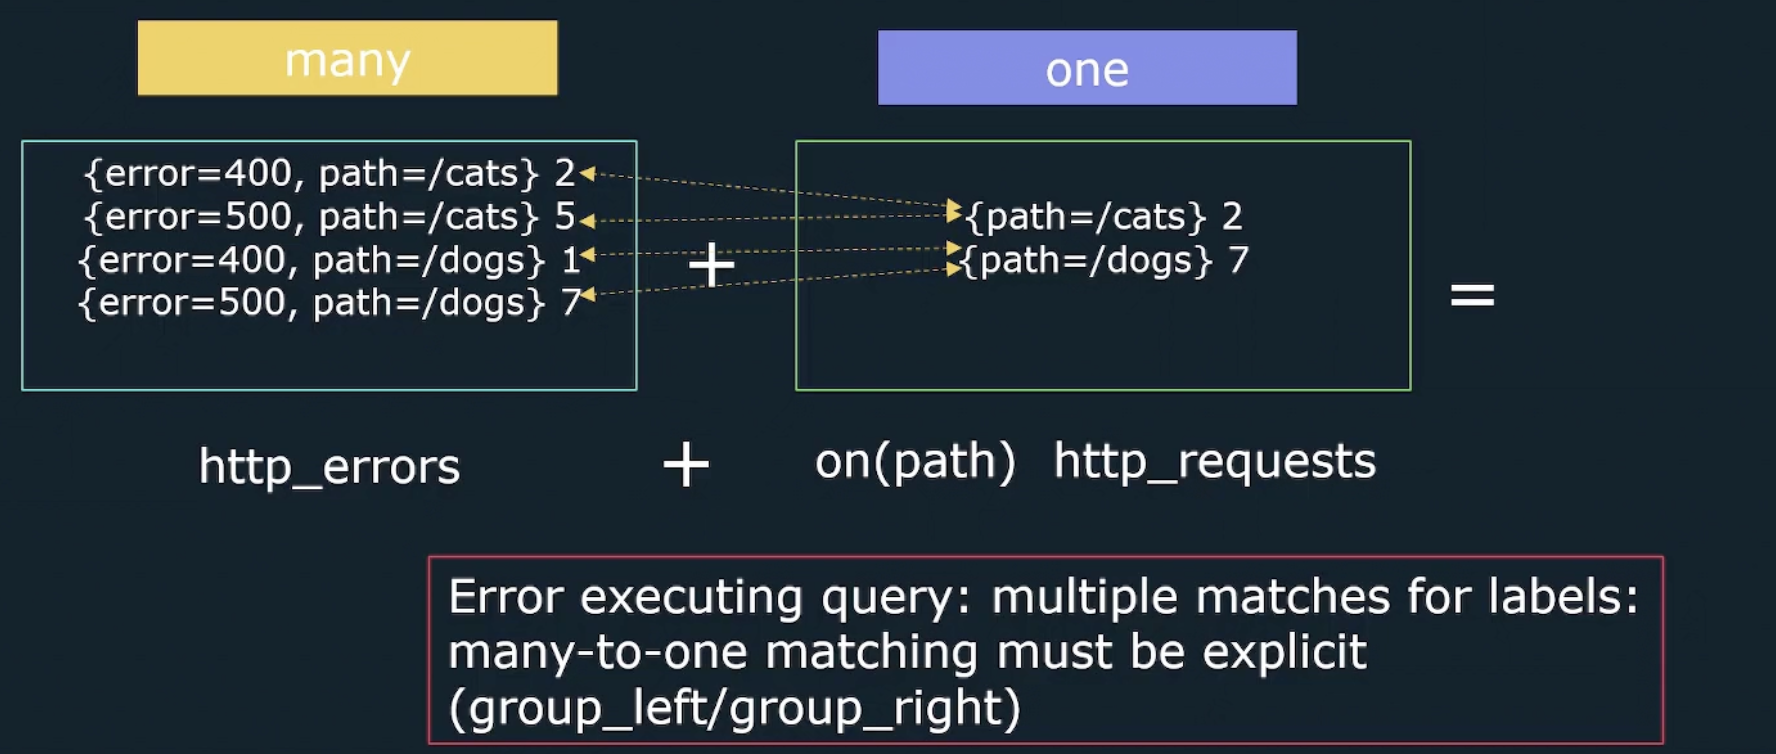 many
one
{error=400, path=/cats} 2
{error=500, path=/cats} 5
{error=400, path=/dogs} 1
{error=500, path=/dogs} 7
+
{path=/cats} 2
{path=/dogs} 7
=
http_errors + on(path) http_requests
Error executing query: multiple matches for labels:
many-to-one matching must be explicit
(group_left/group_right)